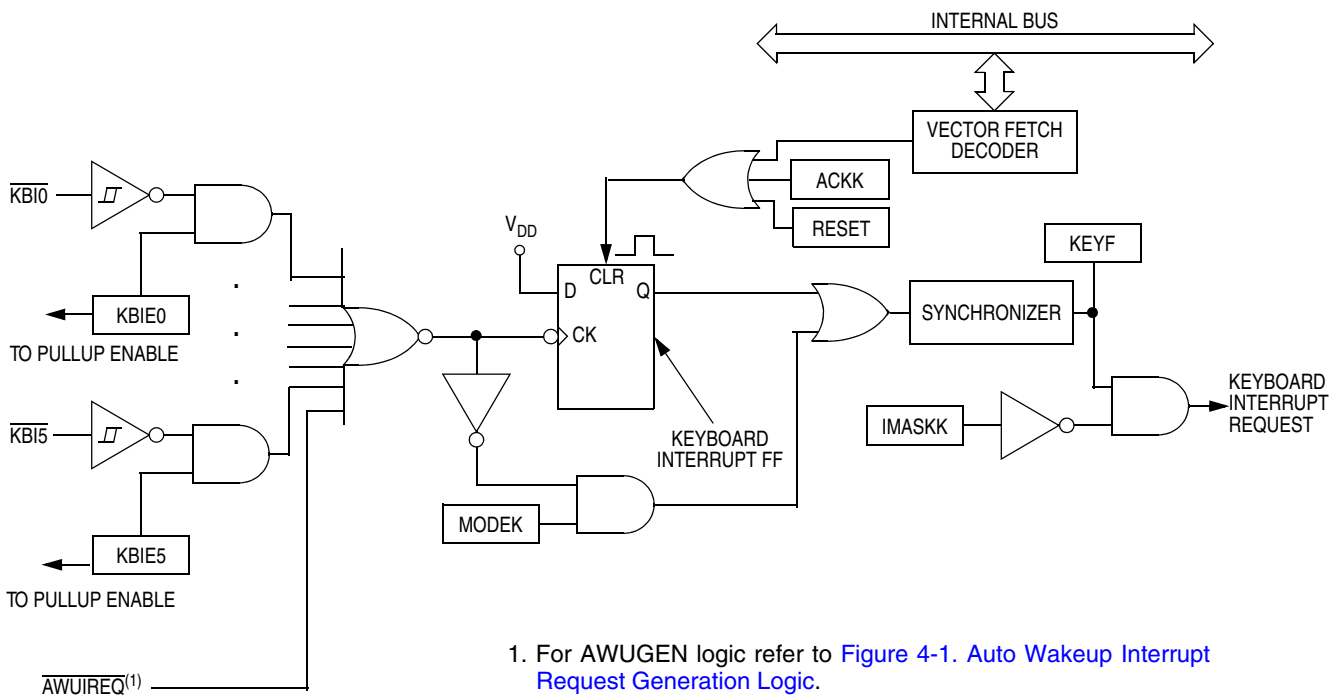 INTERNAL BUS
VECTOR FETCH
DECODER
ACKK
RESET
KBI0
V_DD
CLR
D
Q
CK
KEYF
SYNCHRONIZER
KBIE0
TO PULLUP ENABLE
KBI5
KEYBOARD
INTERRUPT FF
IMASKK
KEYBOARD
INTERRUPT
REQUEST
MODEK
KBIE5
TO PULLUP ENABLE
AWUIREQ(1)
1. For AWUGEN logic refer to Figure 4-1. Auto Wakeup Interrupt
Request Generation Logic.